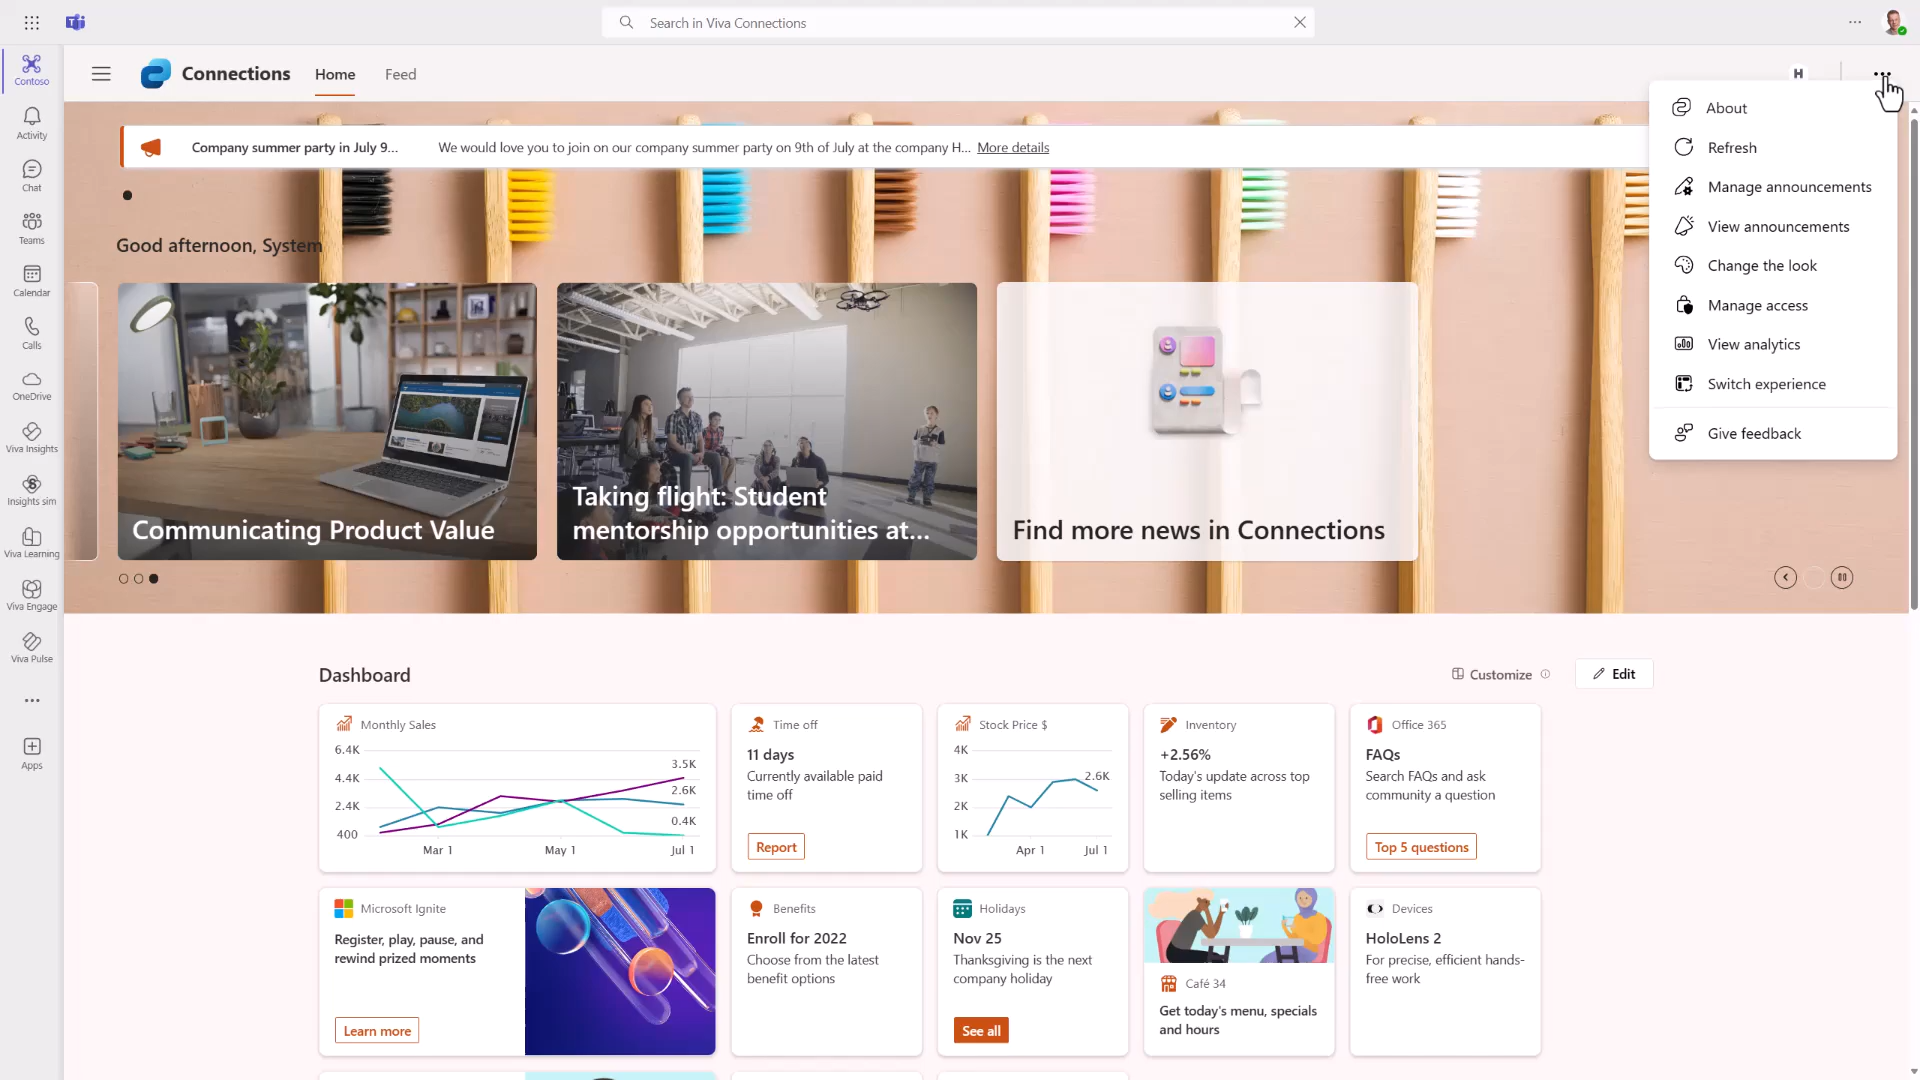 Search in Viva Connections
Contoso
Activity
Chat
Teams
Calendar
Calls
OneDrive
Viva Insights
Insights sim
Viva Learning
Viva Engage
Viva Pulse
Apps
Connections
Home
Feed
H
About
Refresh
Manage announcements
View announcements
Change the look
Manage access
View analytics
Switch experience
Give feedback
Company summer party in July 9...
We would love you to join on our company summer party on 9th of July at the company H... More details
Good afternoon, System
Communicating Product Value
Taking flight: Student
mentorship opportunities at...
Find more news in Connections
Dashboard
Customize
Edit
Monthly Sales
6.4K
4.4K
2.4K
400
3.5K
2.6K
0.4K
Mar 1
May 1
Jul 1
Time off
11 days
Currently available paid
time off
Report
Stock Price $
4K
3K
2K
1K
2.6K
Apr 1
Jul 1
Inventory
+2.56%
Today's update across top
selling items
Office 365
FAQs
Search FAQs and ask
community a question
Top 5 questions
Microsoft Ignite
Register, play, pause, and
rewind prized moments
Learn more
Benefits
Enroll for 2022
Choose from the latest
benefit options
Holidays
Nov 25
Thanksgiving is the next
company holiday
See all
Café 34
Get today's menu, specials
and hours
Devices
HoloLens 2
For precise, efficient hands-
free work